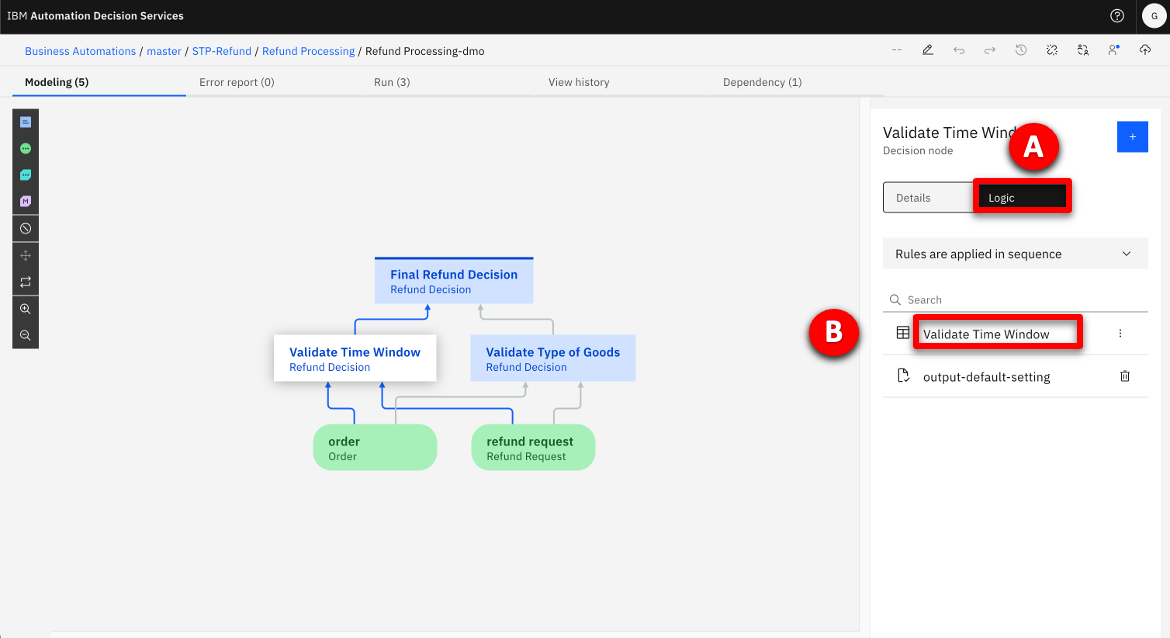 IBM Automation Decision Services
G
Business Automations / master / STP-Refund / Refund Processing / Refund Processing-dmo
Modeling (5)
Error report (0)
Run (3)
View history
Dependency (1)
M
Final Refund Decision
Refund Decision
Validate Time Window
Refund Decision
Validate Type of Goods
Refund Decision
order
Order
refund request
Refund Request
Validate Time Wind
Decision node
A
Details
Logic
Rules are applied in sequence
Search
B
Validate Time Window
output-default-setting